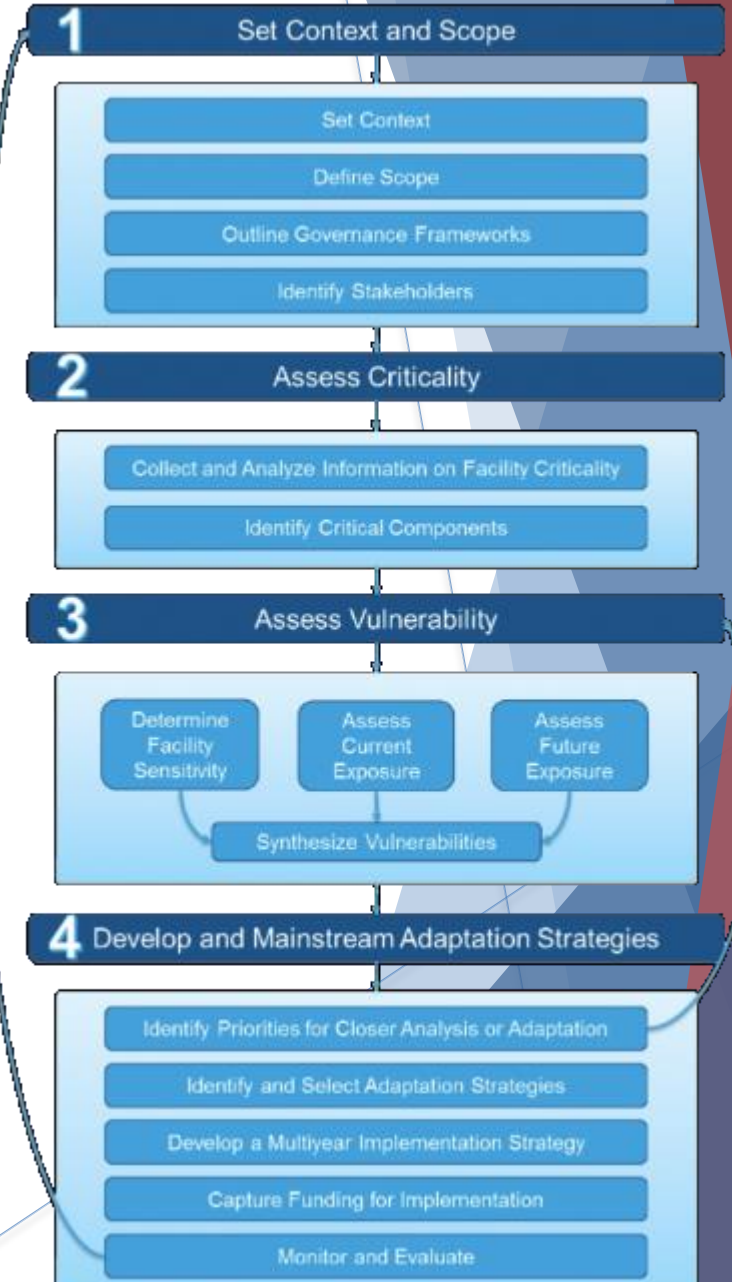 1 Set Context and Scope
Set Context
Define Scope
Outline Governance Frameworks
Identify Stakeholders
2 Assess Criticality
Collect and Analyze Information on Facility Criticality
Identify Critical Components
3 Assess Vulnerability
Determine
Facility
Sensitivity
Assess
Current
Exposure
Assess
Future
Exposure
Synthesize Vulnerabilities
4 Develop and Mainstream Adaptation Strategies
Identify Priorities for Closer Analysis or Adaptation
Identify and Select Adaptation Strategies
Develop a Multiyear Implementation Strategy
Capture Funding for Implementation
Monitor and Evaluate